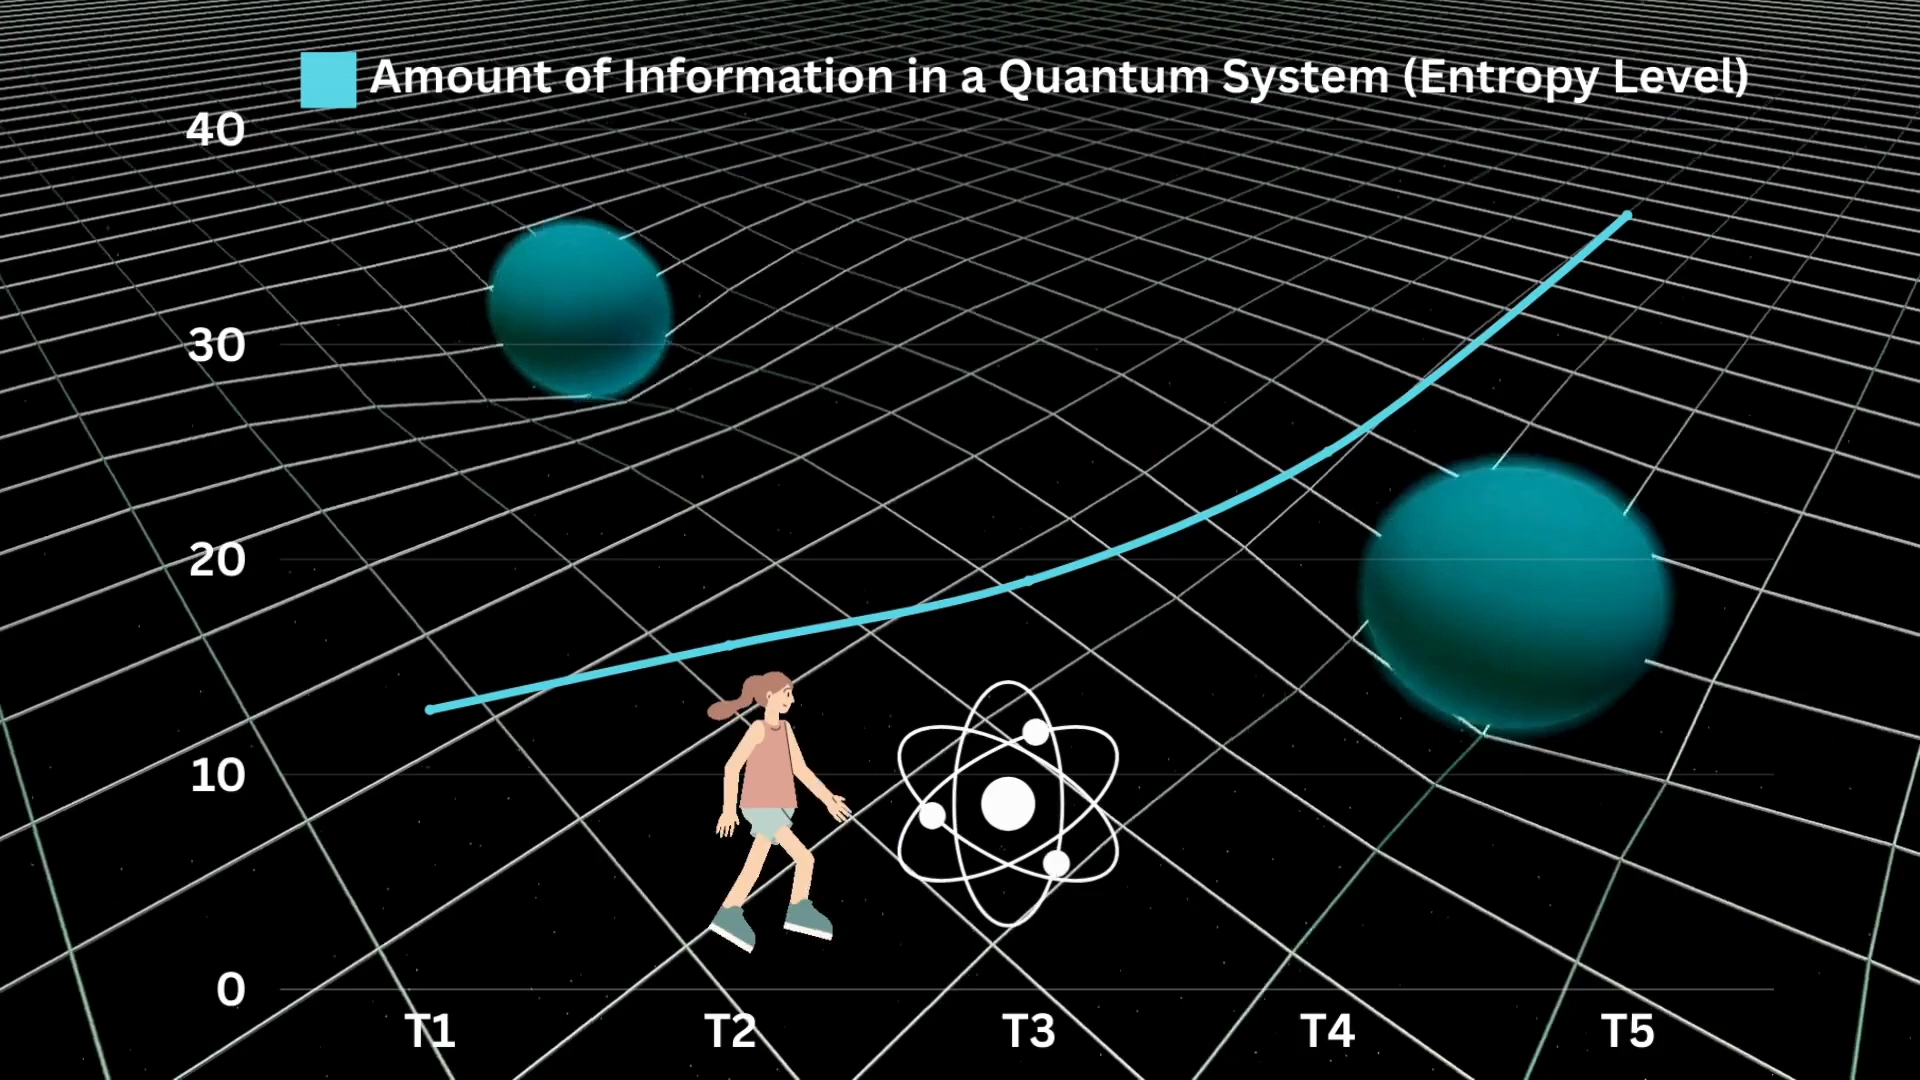 Amount of Information in a Quantum System (Entropy Level)
40
30
20
10
0
T1 T2 T3 T4 T5